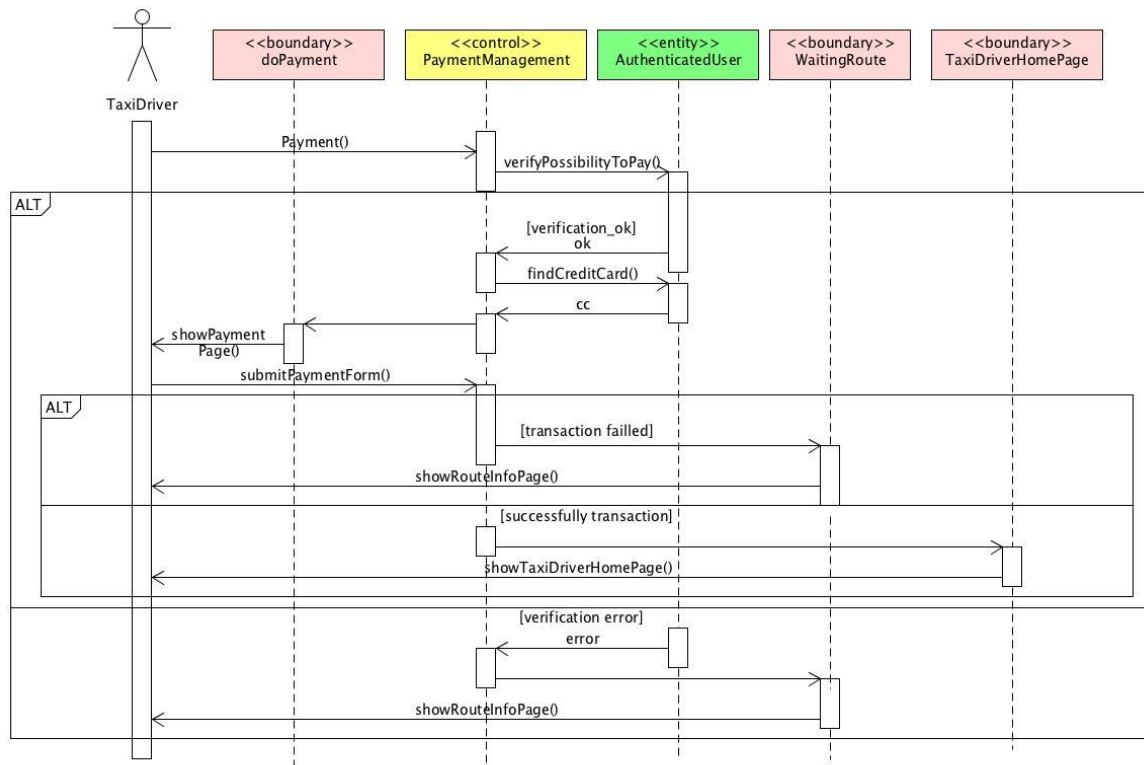 <<boundary>>
doPayment
<<control>>
PaymentManagement
<<entity>>
AuthenticatedUser
<<boundary>>
WaitingRoute
<<boundary>>
TaxiDriverHomePage
TaxiDriver
Payment()
verifyPossibilityToPay()
ALT
[verification_ok]
ok
findCreditCard()
cc
showPayment
Page()
submitPaymentForm()
ALT
[transaction failled]
showRouteInfoPage()
[successfully transaction]
showTaxiDriverHomePage()
[verification error]
error
showRouteInfoPage()